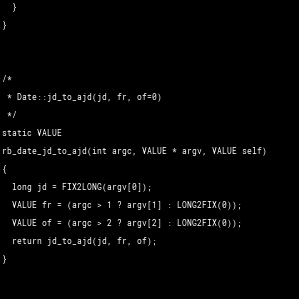 }
}
/*
* Date::jd_to_ajd(jd, fr, of=0)
*/
static VALUE
rb_date_jd_to_ajd(int argc, VALUE * argv, VALUE self)
{
long jd = FIX2LONG(argv[0]);
VALUE fr = (argc > 1 ? argv[1] : LONG2FIX(0));
VALUE of = (argc > 2 ? argv[2] : LONG2FIX(0));
return jd_to_ajd(jd, fr, of);
}